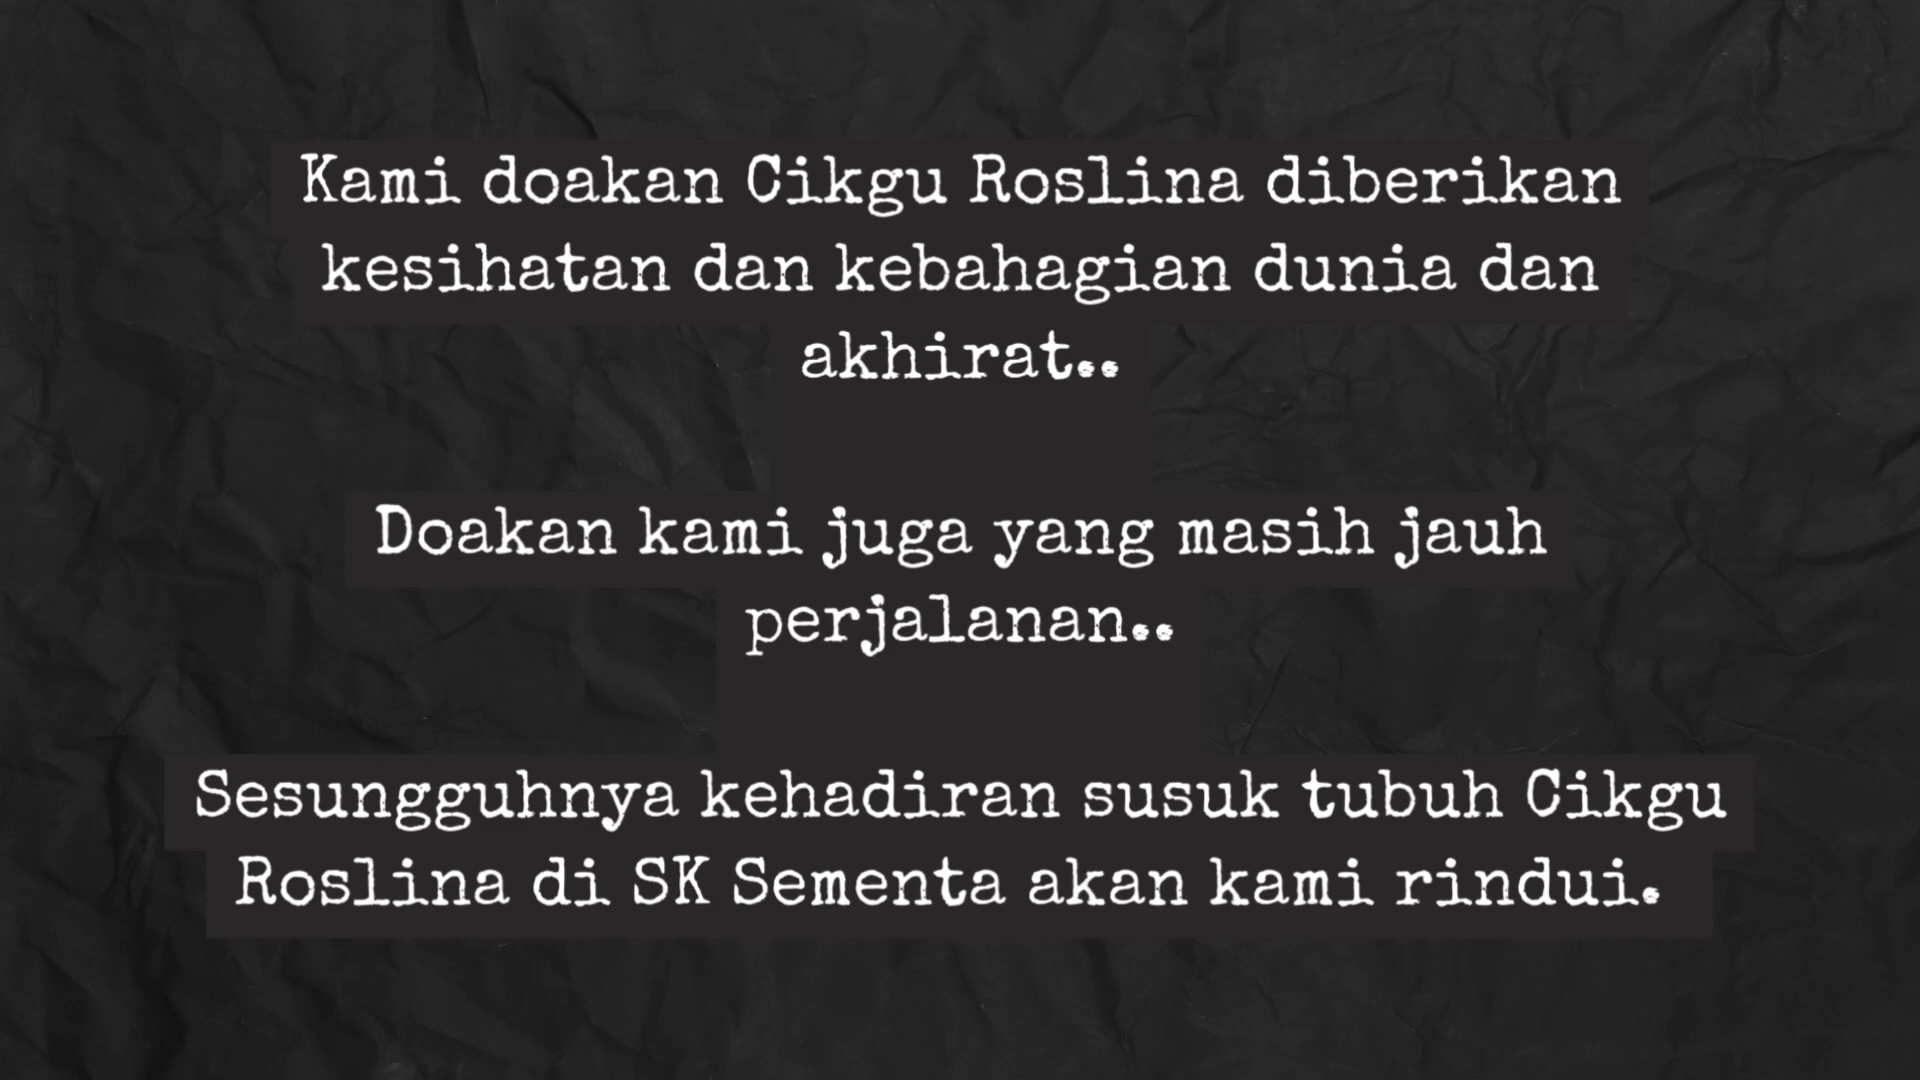 Kami doakan Cikgu Roslina diberikan
kesihatan dan kebahagian dunia dan
akhirat..
Doakan kami juga yang masih jauh
perjalanan..
Sesungguhnya kehadiran susuk tubuh Cikgu
Roslina di SK Sementa akan kami rindui.